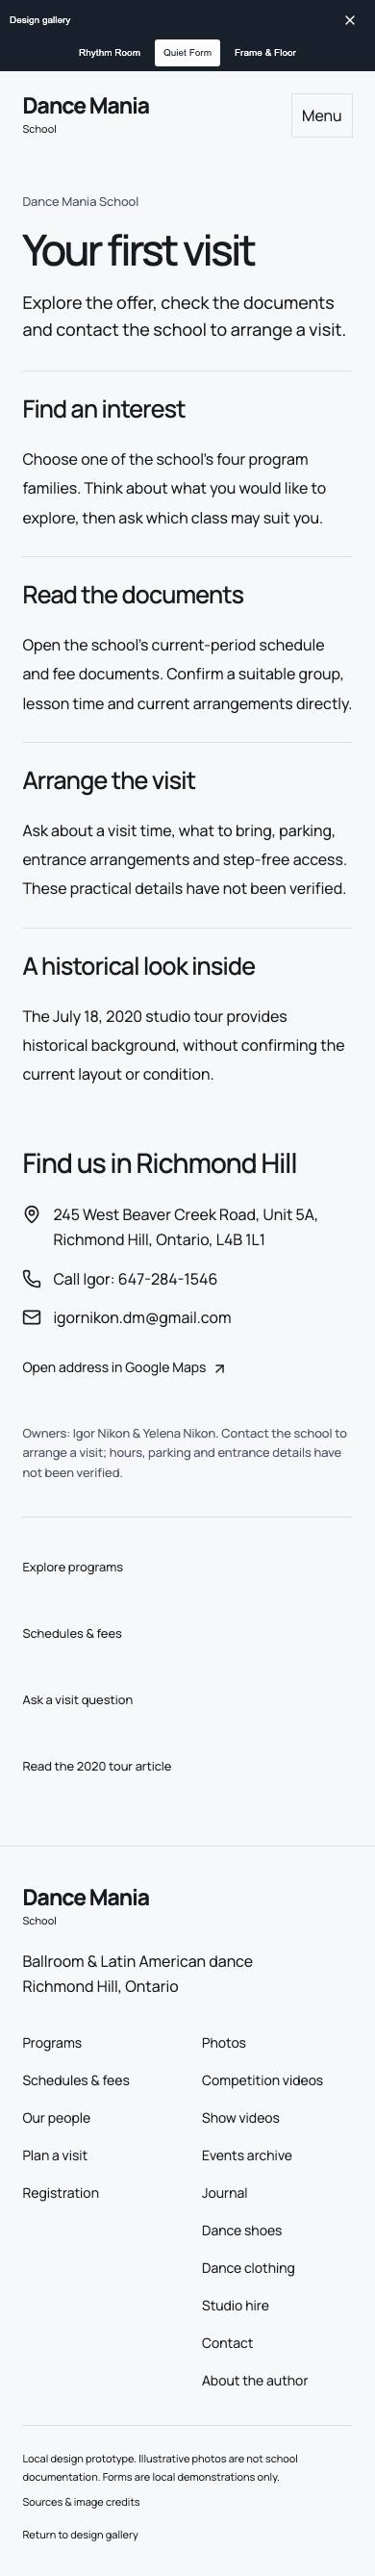 Design gallery
Rhythm Room
Quiet Form
Frame & Floor
Dance Mania
School
Menu
Dance Mania School
Your first visit
Explore the offer, check the documents
and contact the school to arrange a visit.
Find an interest
Choose one of the school's four program
families. Think about what you would like to
explore, then ask which class may suit you.
Read the documents
Open the school's current-period schedule
and fee documents. Confirm a suitable group,
lesson time and current arrangements directly.
Arrange the visit
Ask about a visit time, what to bring, parking,
entrance arrangements and step-free access.
These practical details have not been verified.
A historical look inside
The July 18, 2020 studio tour provides
historical background, without confirming the
current layout or condition.
Find us in Richmond Hill
245 West Beaver Creek Road, Unit 5A,
Richmond Hill, Ontario, L4B 1L1
Call Igor: 647-284-1546
igornikon.dm@gmail.com
Open address in Google Maps
Owners: Igor Nikon & Yelena Nikon. Contact the school to
arrange a visit; hours, parking and entrance details have
not been verified.
Explore programs
Schedules & fees
Ask a visit question
Read the 2020 tour article
Dance Mania
School
Ballroom & Latin American dance
Richmond Hill, Ontario
Programs
Schedules & fees
Our people
Plan a visit
Registration
Photos
Competition videos
Show videos
Events archive
Journal
Dance shoes
Dance clothing
Studio hire
Contact
About the author
Local design prototype. Illustrative photos are not school
documentation. Forms are local demonstrations only.
Sources & image credits
Return to design gallery